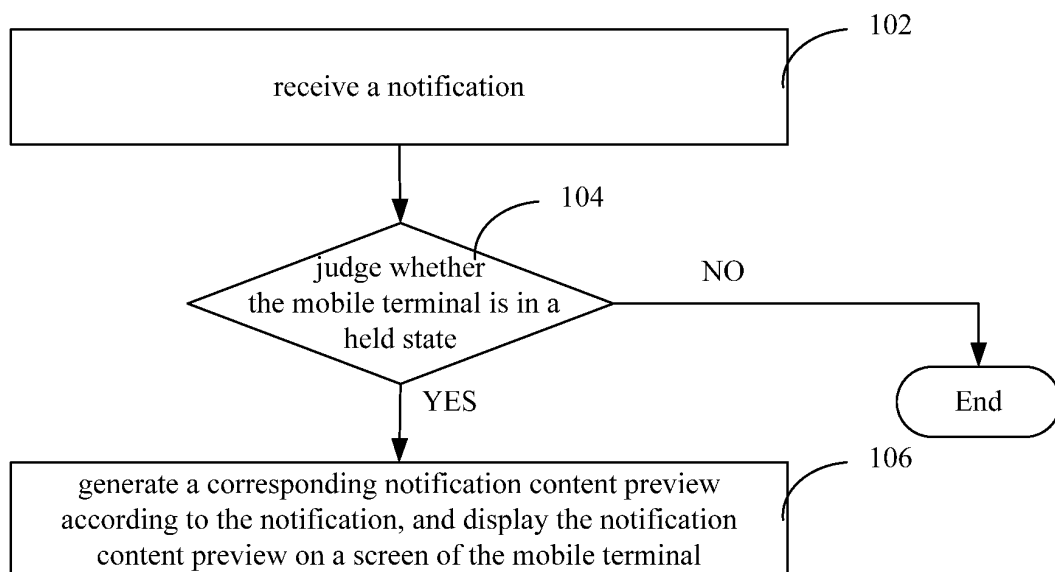 102
receive a notification
104
judge whether
the mobile terminal is in a
held state
NO
YES
End
106
generate a corresponding notification content preview
according to the notification, and display the notification
content preview on a screen of the mobile terminal